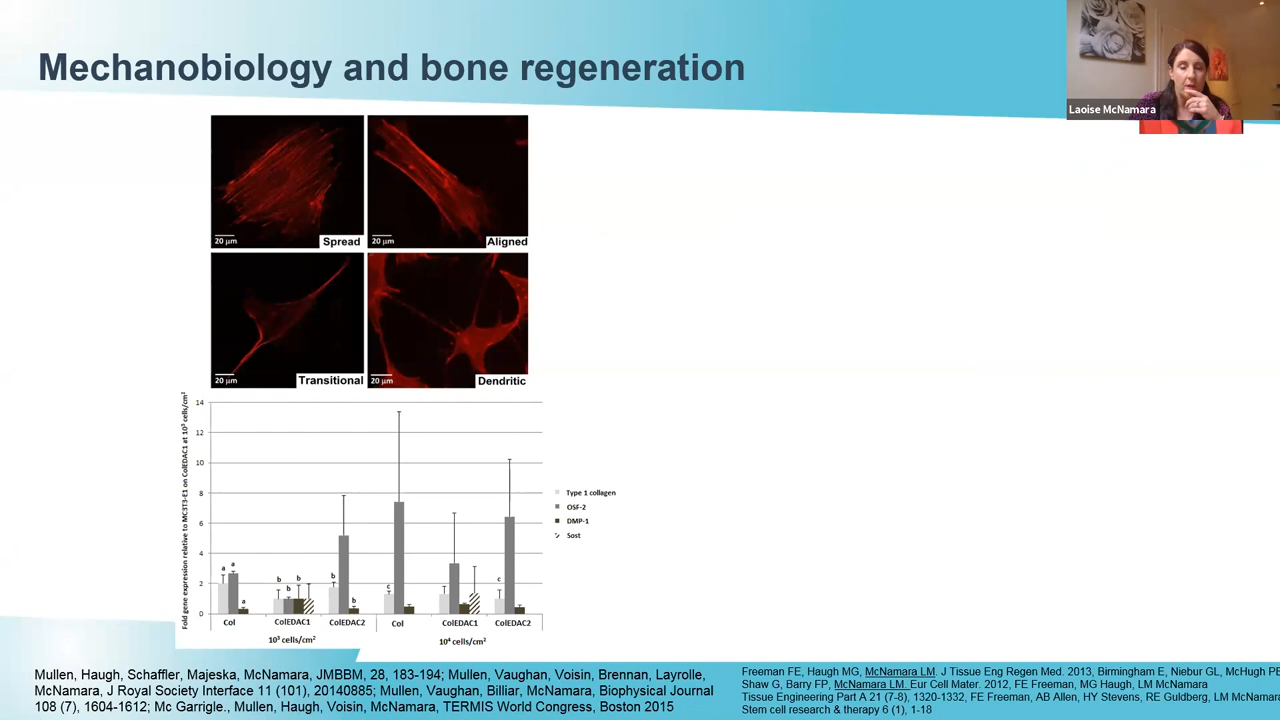 Mechanobiology and bone regeneration
Laoise McNamara
20 µm
Spread
20 µm
Aligned
20 µm
Transitional
20 µm
Dendritic
Fold gene expression relative to MC3T3-E1 on ColEDAC1 at 10³ cells/cm²
14
12
10
8
6
4
2
0
a
a
a
b
b
b
b
b
c
c
Col
ColEDAC1
ColEDAC2
Col
ColEDAC1
ColEDAC2
10³ cells/cm²
10⁴ cells/cm²
Type 1 collagen
OSF-2
DMP-1
Sost
Mullen, Haugh, Schaffler, Majeska, McNamara, JMBBM, 28, 183-194; Mullen, Vaughan, Voisin, Brennan, Layrolle,
McNamara, J Royal Society Interface 11 (101), 20140885; Mullen, Vaughan, Billiar, McNamara, Biophysical Journal
108 (7), 1604-1612; Mc Garrigle., Mullen, Haugh, Voisin, McNamara, TERMIS World Congress, Boston 2015
Freeman FE, Haugh MG, McNamara LM. J Tissue Eng Regen Med. 2013, Birmingham E, Niebur GL, McHugh PE
Shaw G, Barry FP, McNamara LM. Eur Cell Mater. 2012, FE Freeman, MG Haugh, LM McNamara
Tissue Engineering Part A 21 (7-8), 1320-1332, FE Freeman, AB Allen, HY Stevens, RE Guldberg, LM McNamara
Stem cell research & therapy 6 (1), 1-18